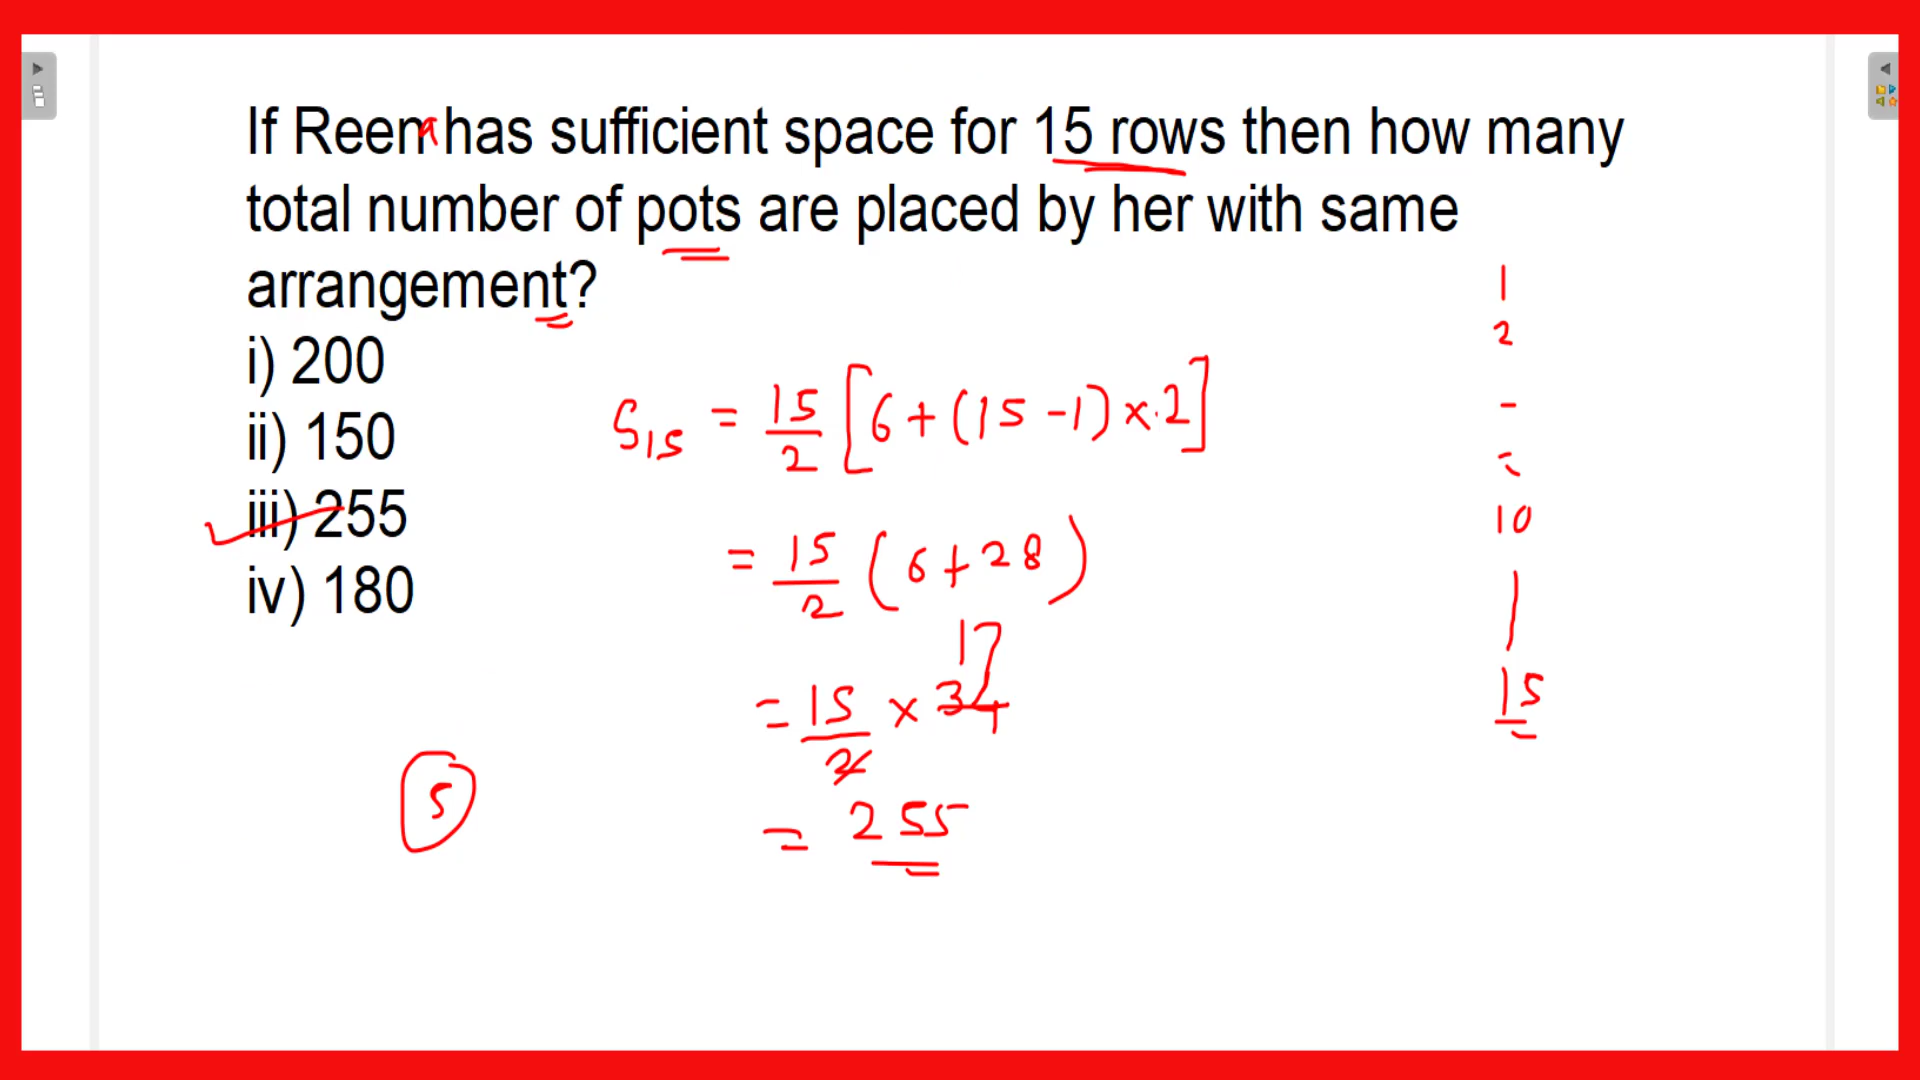 If Reena has sufficient space for 15 rows then how many
total number of pots are placed by her with same
arrangement?
i) 200
ii) 150
iii) 255
iv) 180
S15 = 15/2 [6 + (15 - 1) × 2]
= 15/2 (6 + 28)
17
= 15/2 × 34
= 255
5
1
2
-
=
10
|
15